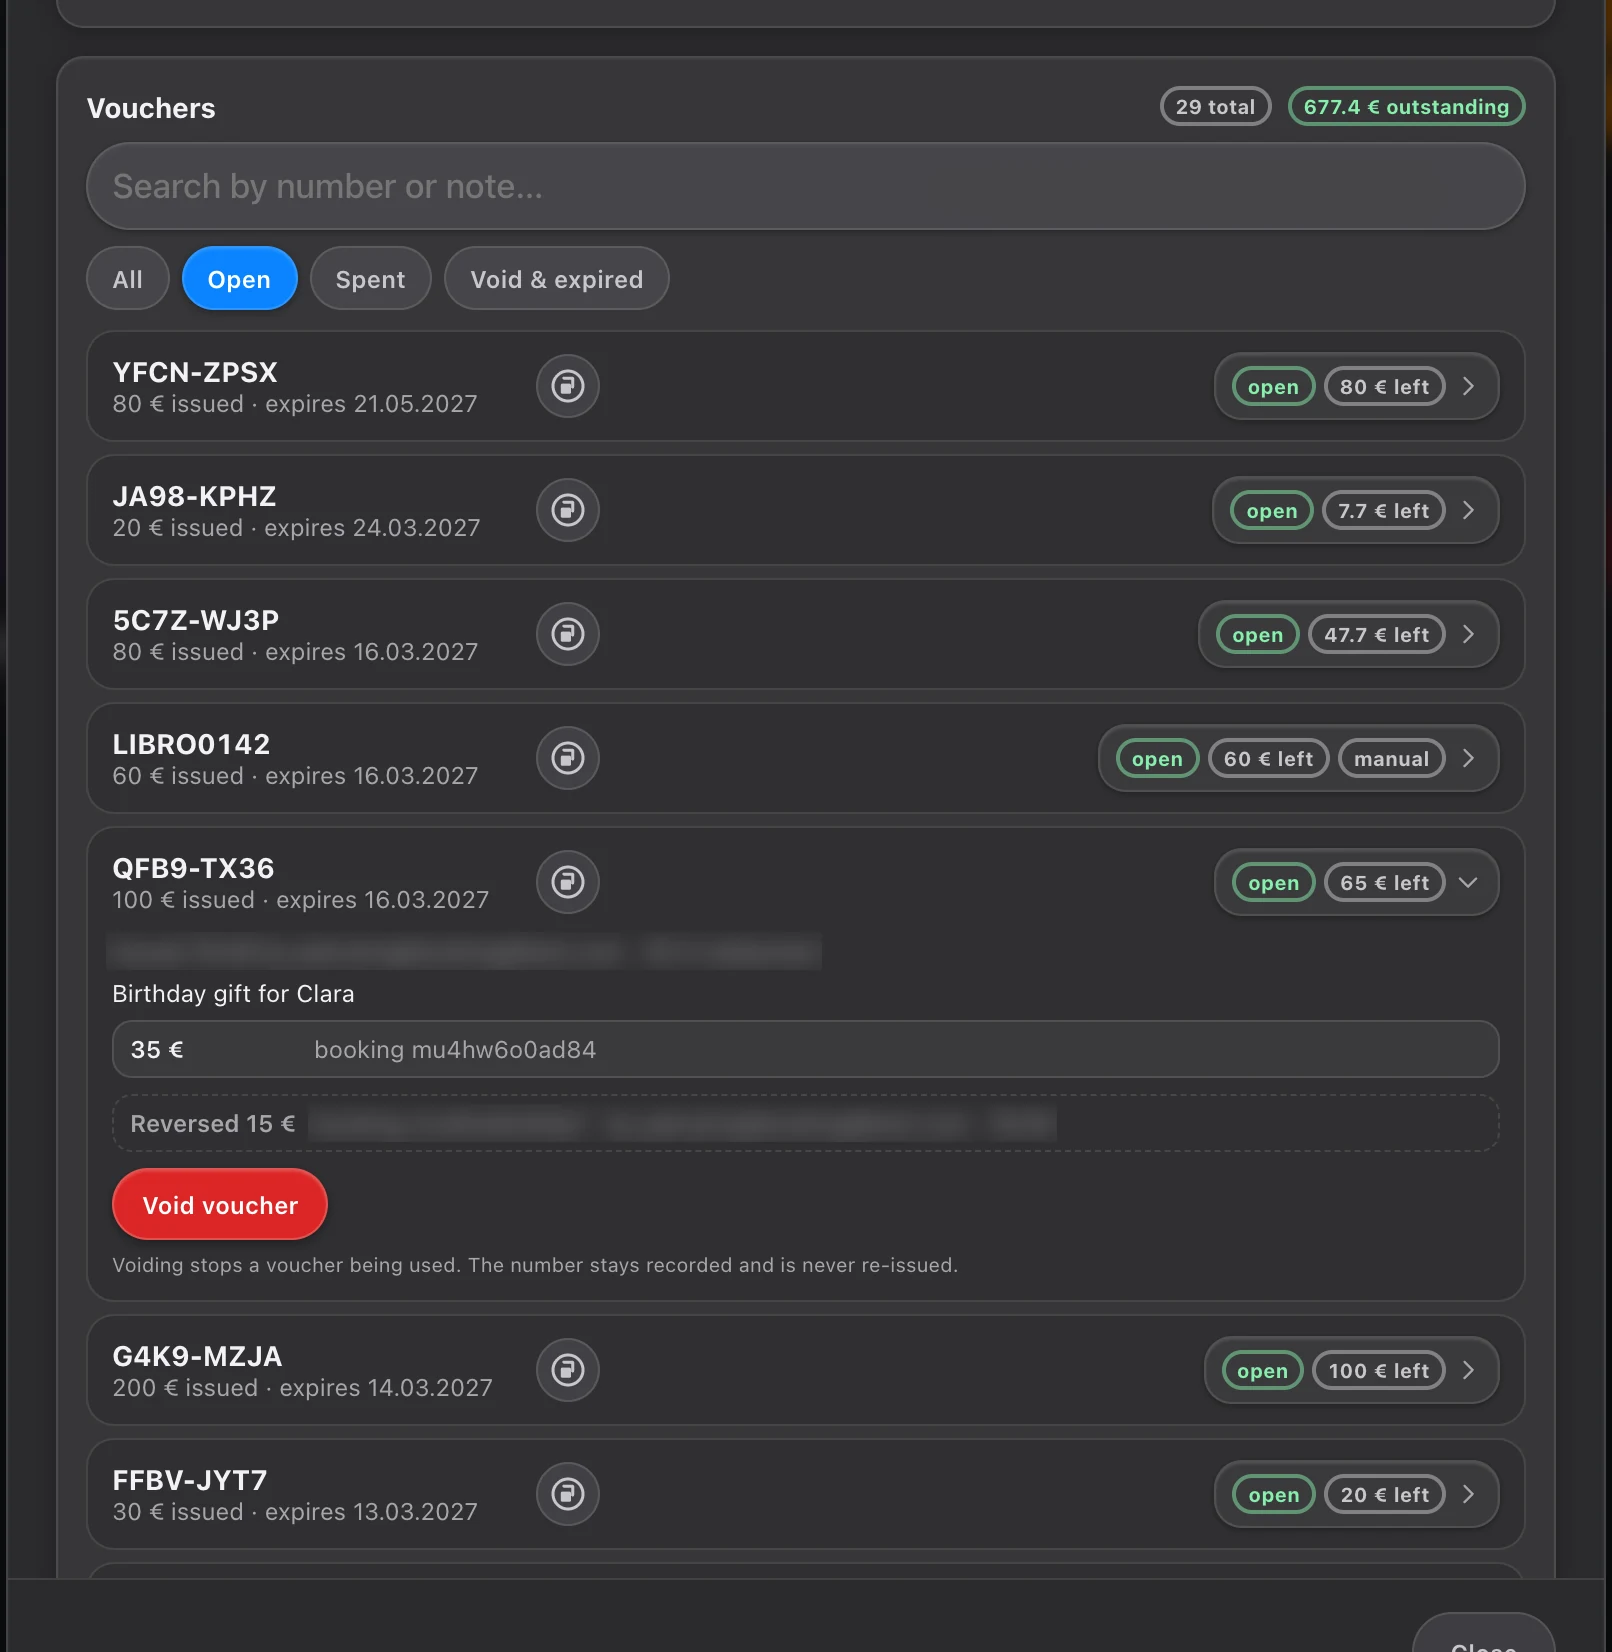 Vouchers
29 total
677.4 € outstanding
Search by number or note...
All
Open
Spent
Void & expired
YFCN-ZPSX
80 € issued · expires 21.05.2027
open
80 € left
JA98-KPHZ
20 € issued · expires 24.03.2027
open
7.7 € left
5C7Z-WJ3P
80 € issued · expires 16.03.2027
open
47.7 € left
LIBRO0142
60 € issued · expires 16.03.2027
open
60 € left
manual
QFB9-TX36
100 € issued · expires 16.03.2027
open
65 € left
Birthday gift for Clara
35 €
booking mu4hw6o0ad84
Reversed 15 €
Void voucher
Voiding stops a voucher being used. The number stays recorded and is never re-issued.
G4K9-MZJA
200 € issued · expires 14.03.2027
open
100 € left
FFBV-JYT7
30 € issued · expires 13.03.2027
open
20 € left